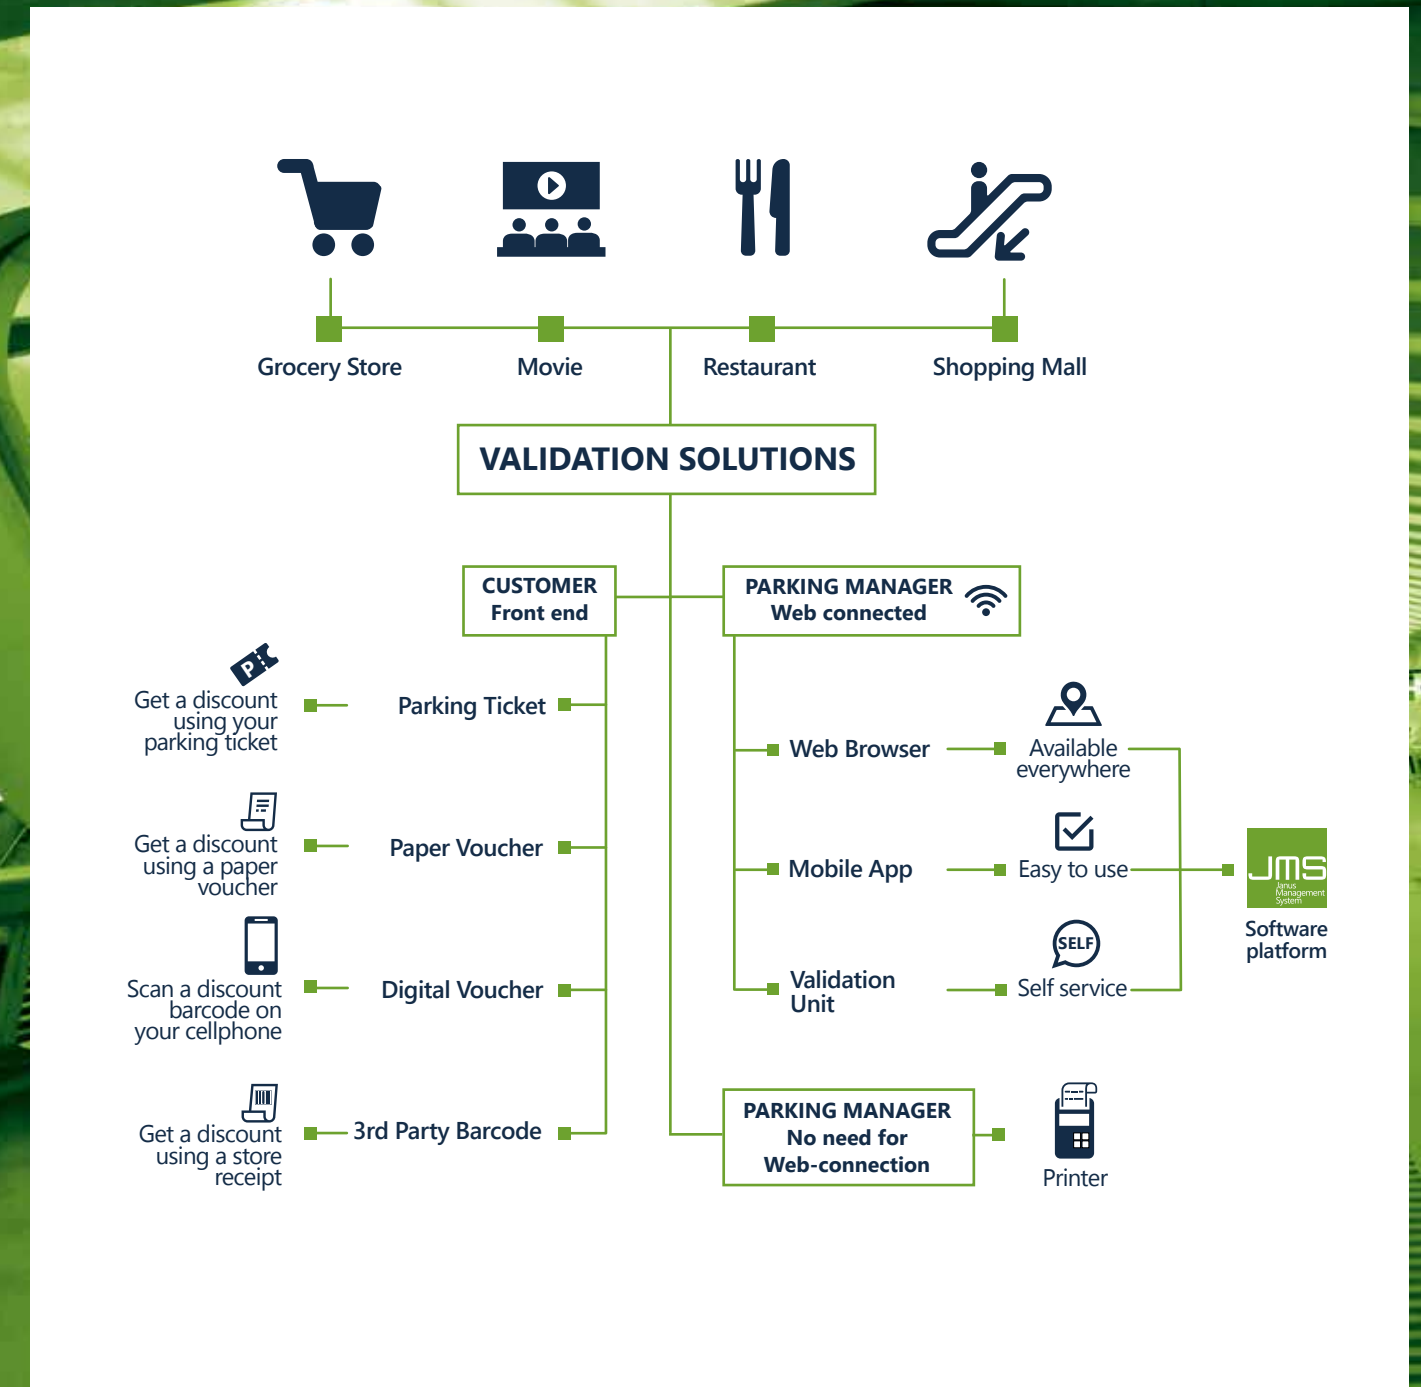 Grocery Store
Movie
Restaurant
Shopping Mall
VALIDATION SOLUTIONS
CUSTOMER
Front end
PARKING MANAGER
Web connected
P
Get a discount
using your
parking ticket
Parking Ticket
Get a discount
using a paper
voucher
Paper Voucher
Scan a discount
barcode on
your cellphone
Digital Voucher
Get a discount
using a store
receipt
3rd Party Barcode
Web Browser
Available
everywhere
Mobile App
Easy to use
Validation
Unit
SELF
Self service
JMS
Janus
Management
System
Software
platform
PARKING MANAGER
No need for
Web-connection
Printer